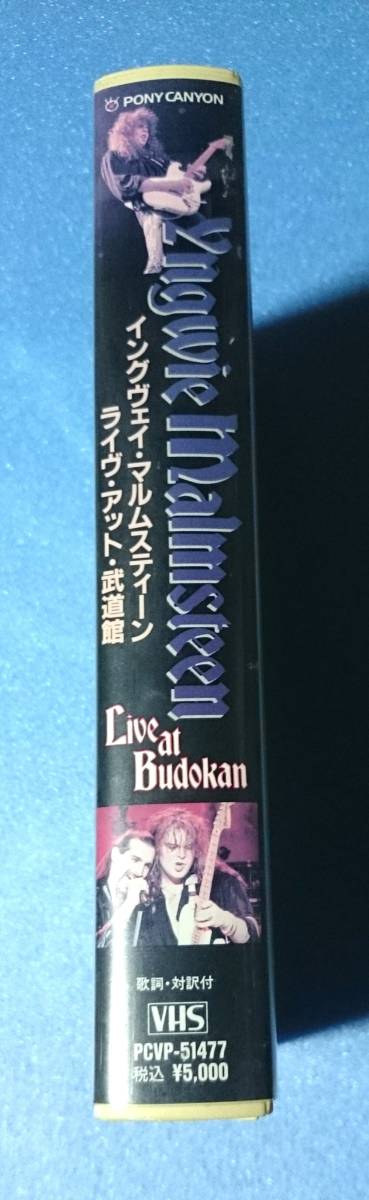 PONY CANYON
Yngwie Malmsteen
イングヴェイ・マルムスティーン
ライヴ・アット・武道館
Live at Budokan
歌詞・対訳付
VHS
PCVP-51477
税込 ¥5,000